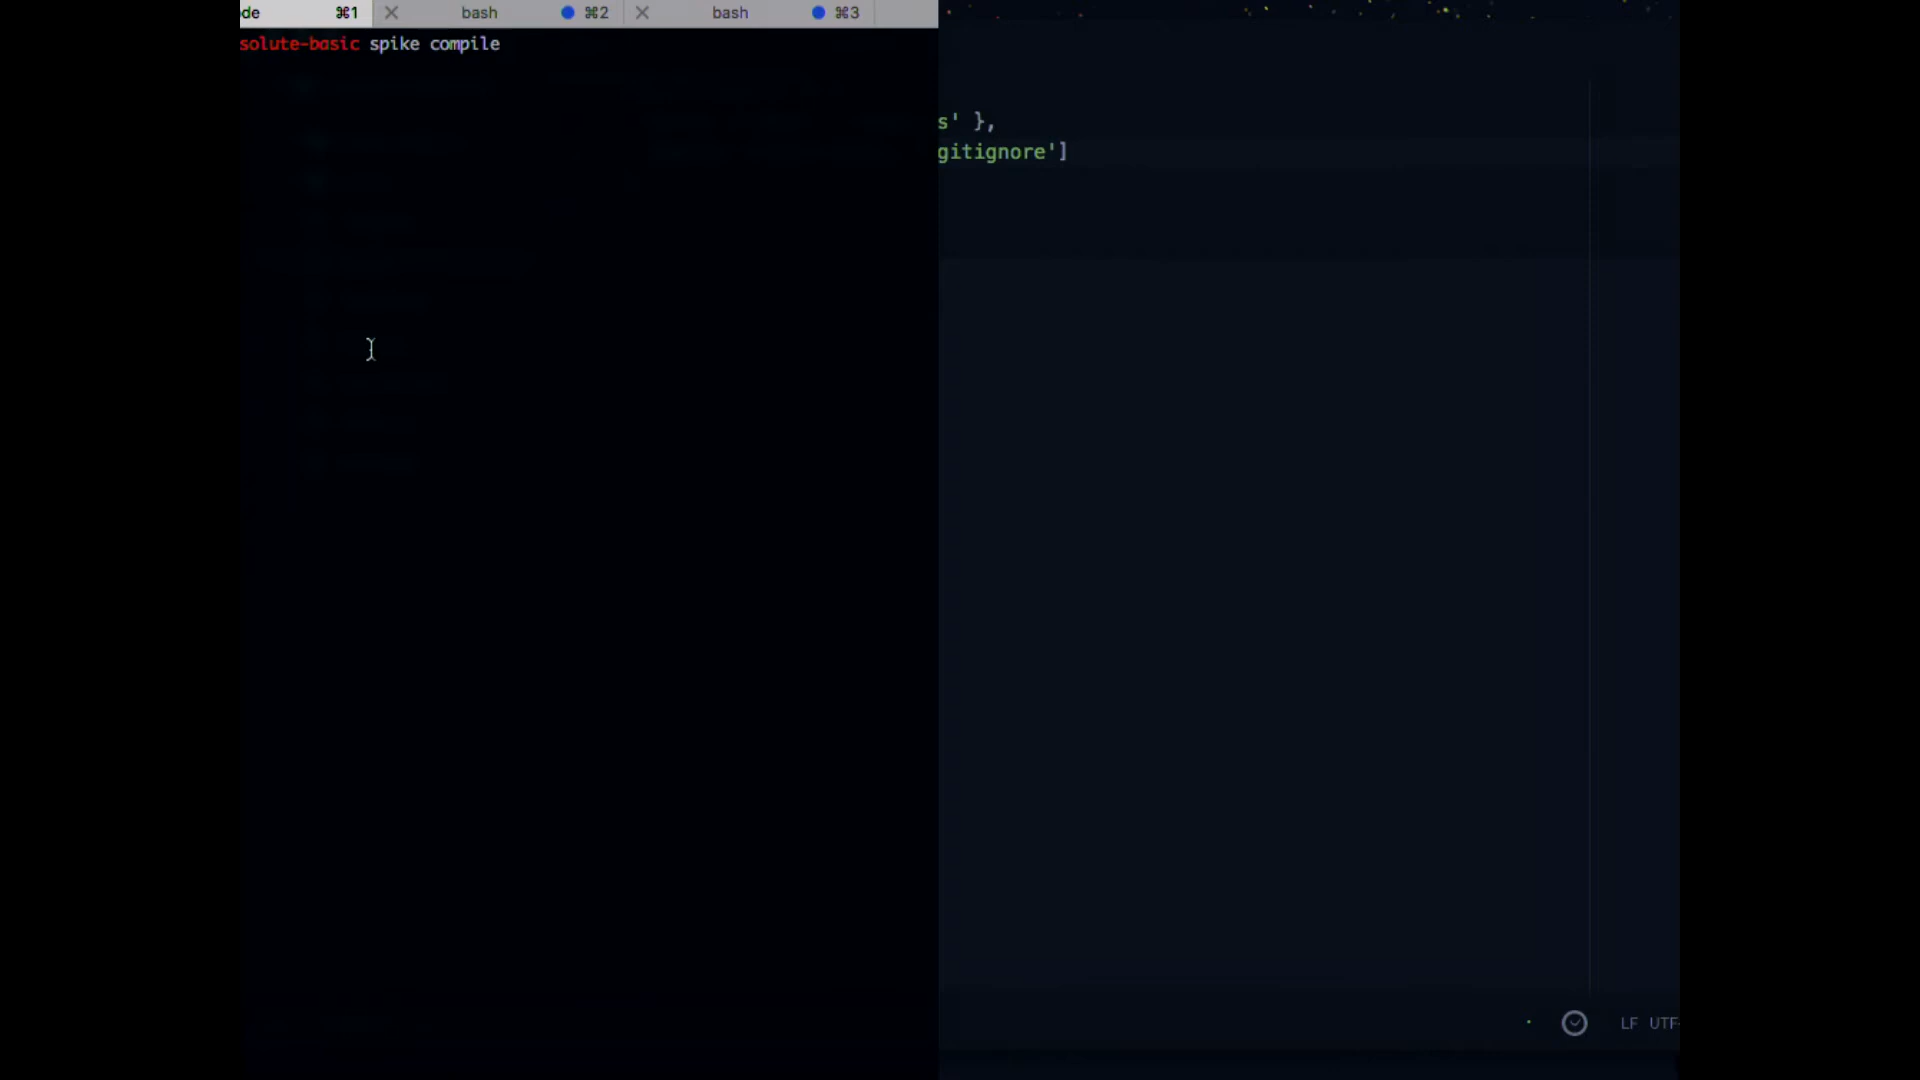 de ⌘1 bash ⌘2 bash ⌘3
solute-basic spike compile
s' },
gitignore']
LF UTF-